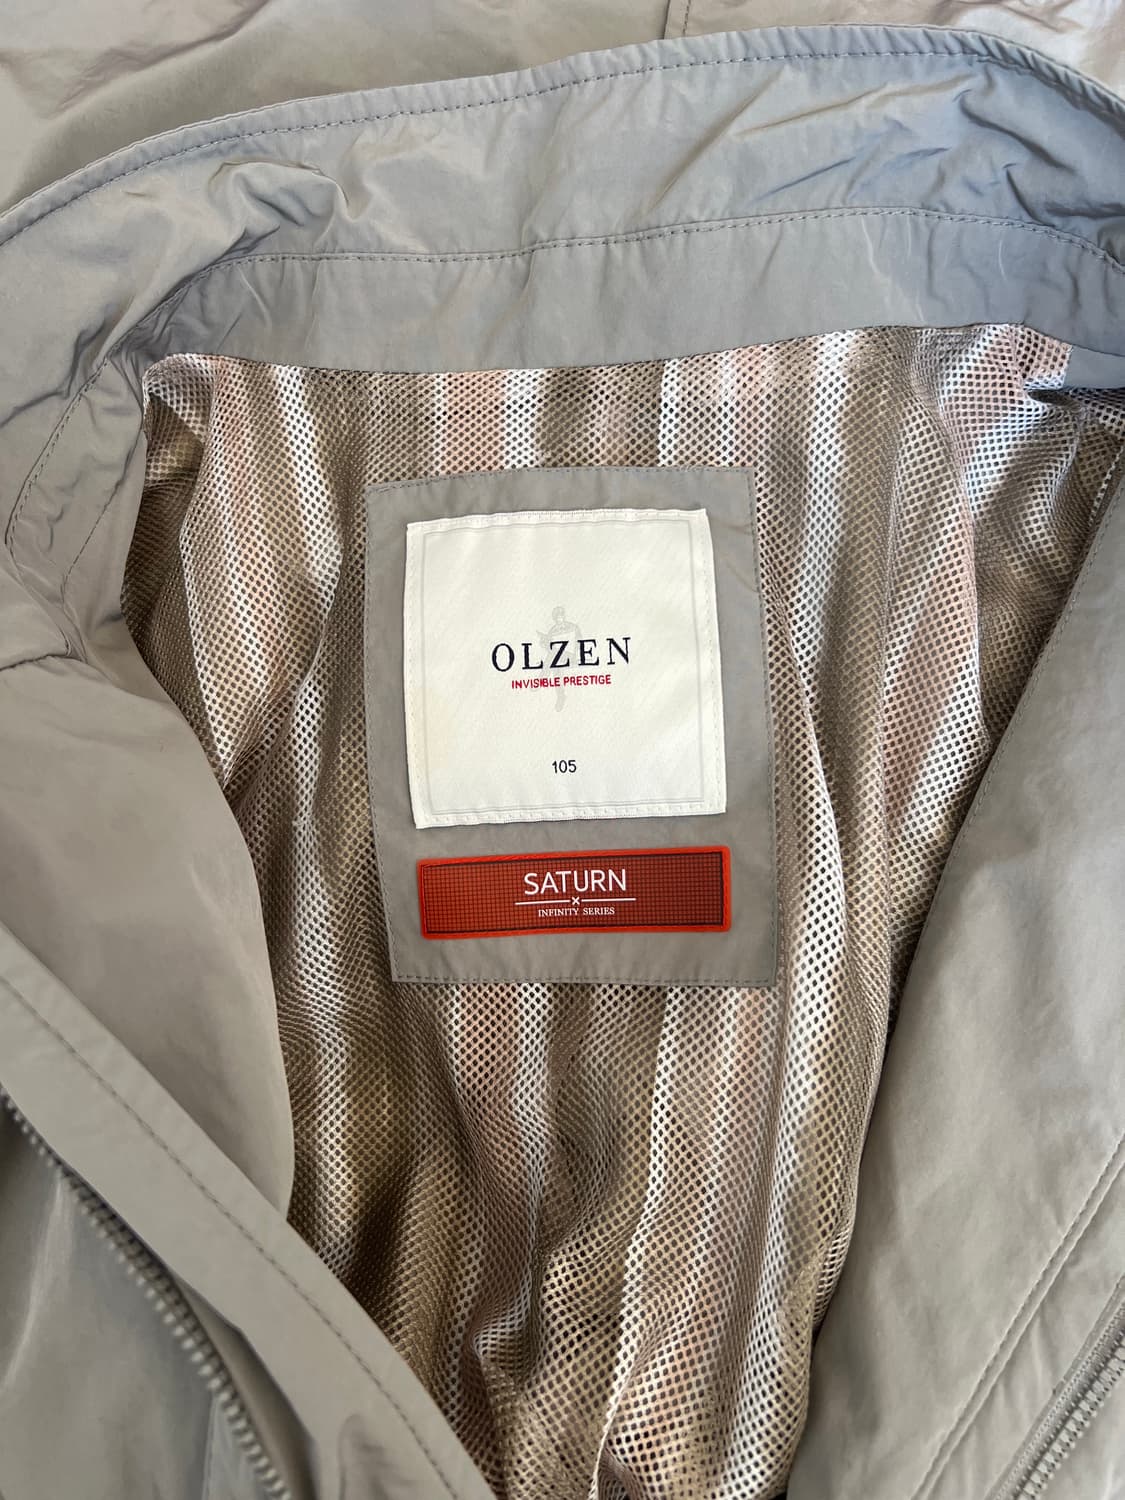 OLZEN
INVISIBLE PRESTIGE
105
SATURN
×
INFINITY SERIES